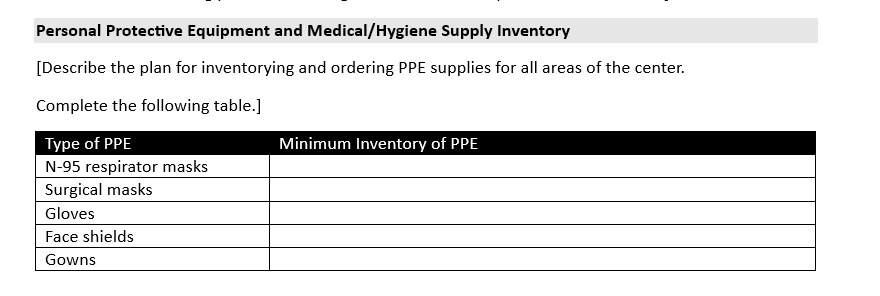 Personal Protective Equipment and Medical/Hygiene Supply Inventory
[Describe the plan for inventorying and ordering PPE supplies for all areas of the center.
Complete the following table.]
Type of PPE Minimum Inventory of PPE
N-95 respirator masks
Surgical masks
Gloves
Face shields
Gowns